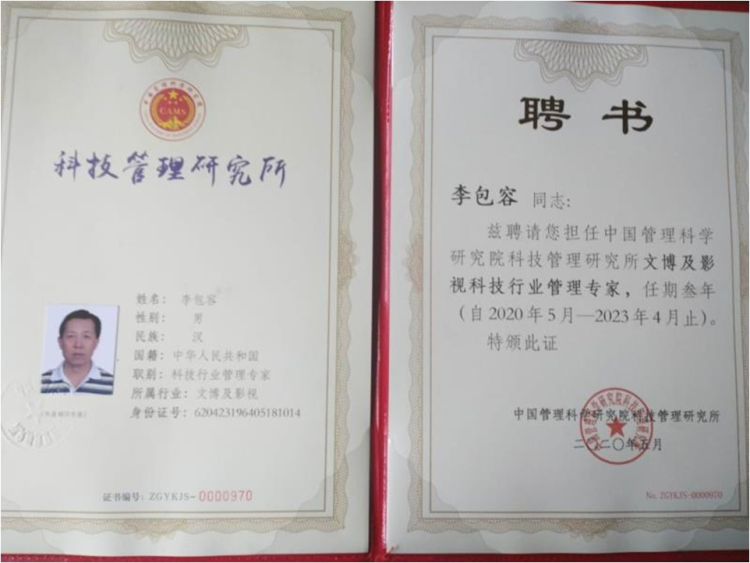 CAMS
科技管理研究所
姓名：李包容
性别：男
民族：汉
国籍：中华人民共和国
职别：科技行业管理专家
所属行业：文博及影视
身份证号：620423196405181014
证书编号：ZGYKJS-0000970
聘书
李包容 同志：
兹聘请您担任中国管理科学
研究院科技管理研究所文博及影
视科技行业管理专家，任期叁年
（自2020年5月—2023年4月止）。
特颁此证
中国管理科学研究院科技管理研究所
二〇二〇年五月
No. ZGYKJS-0000970